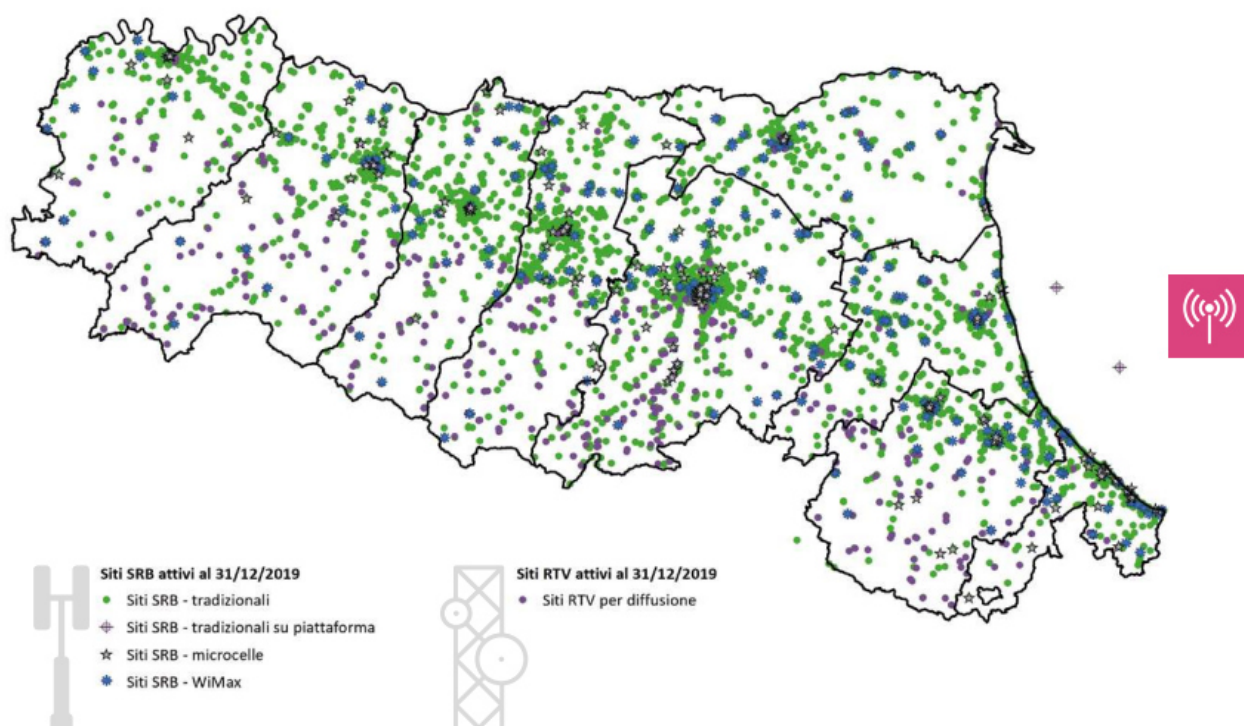 Siti SRB attivi al 31/12/2019
Siti SRB - tradizionali
Siti SRB - tradizionali su piattaforma
Siti SRB - microcelle
Siti SRB - WiMax
Siti RTV attivi al 31/12/2019
Siti RTV per diffusione